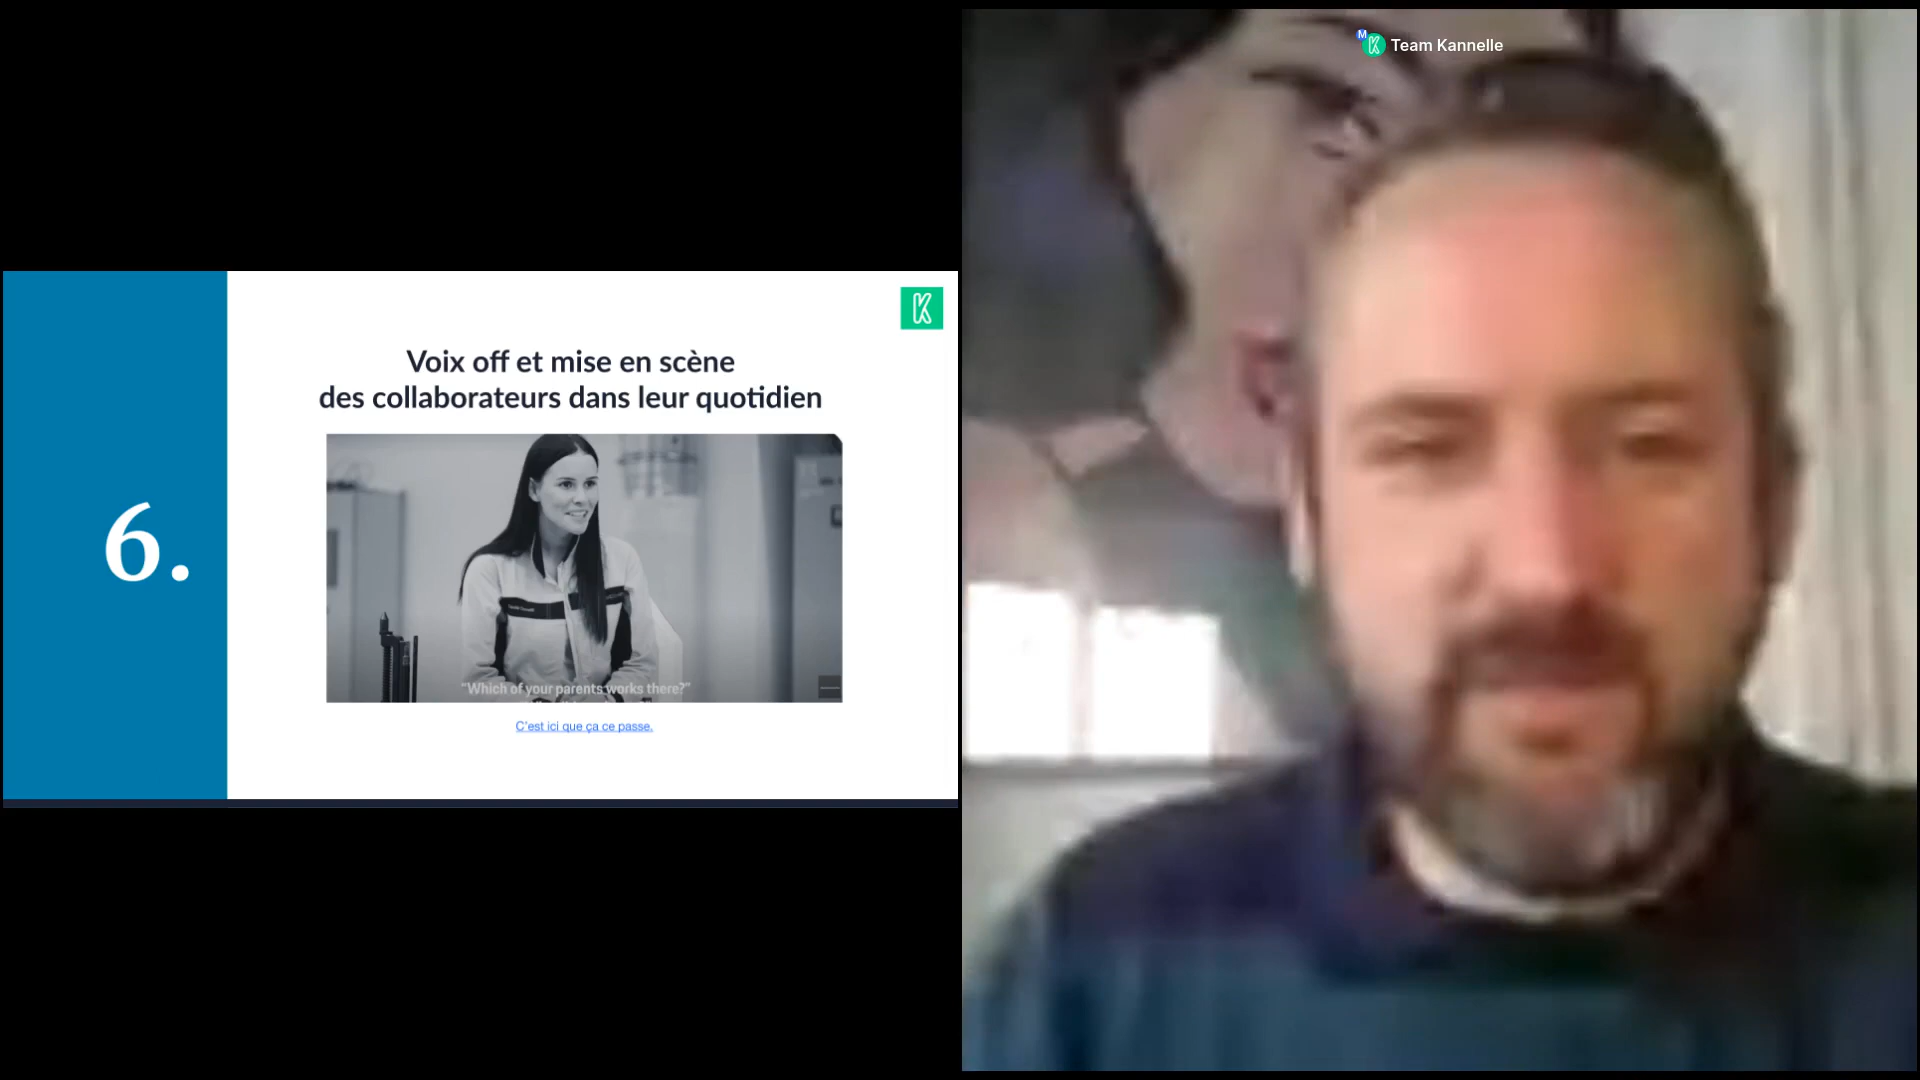 Team Kannelle
M
K
K
Voix off et mise en scène
des collaborateurs dans leur quotidien
6.
"Which of your parents works there?"
C'est ici que ça ce passe.